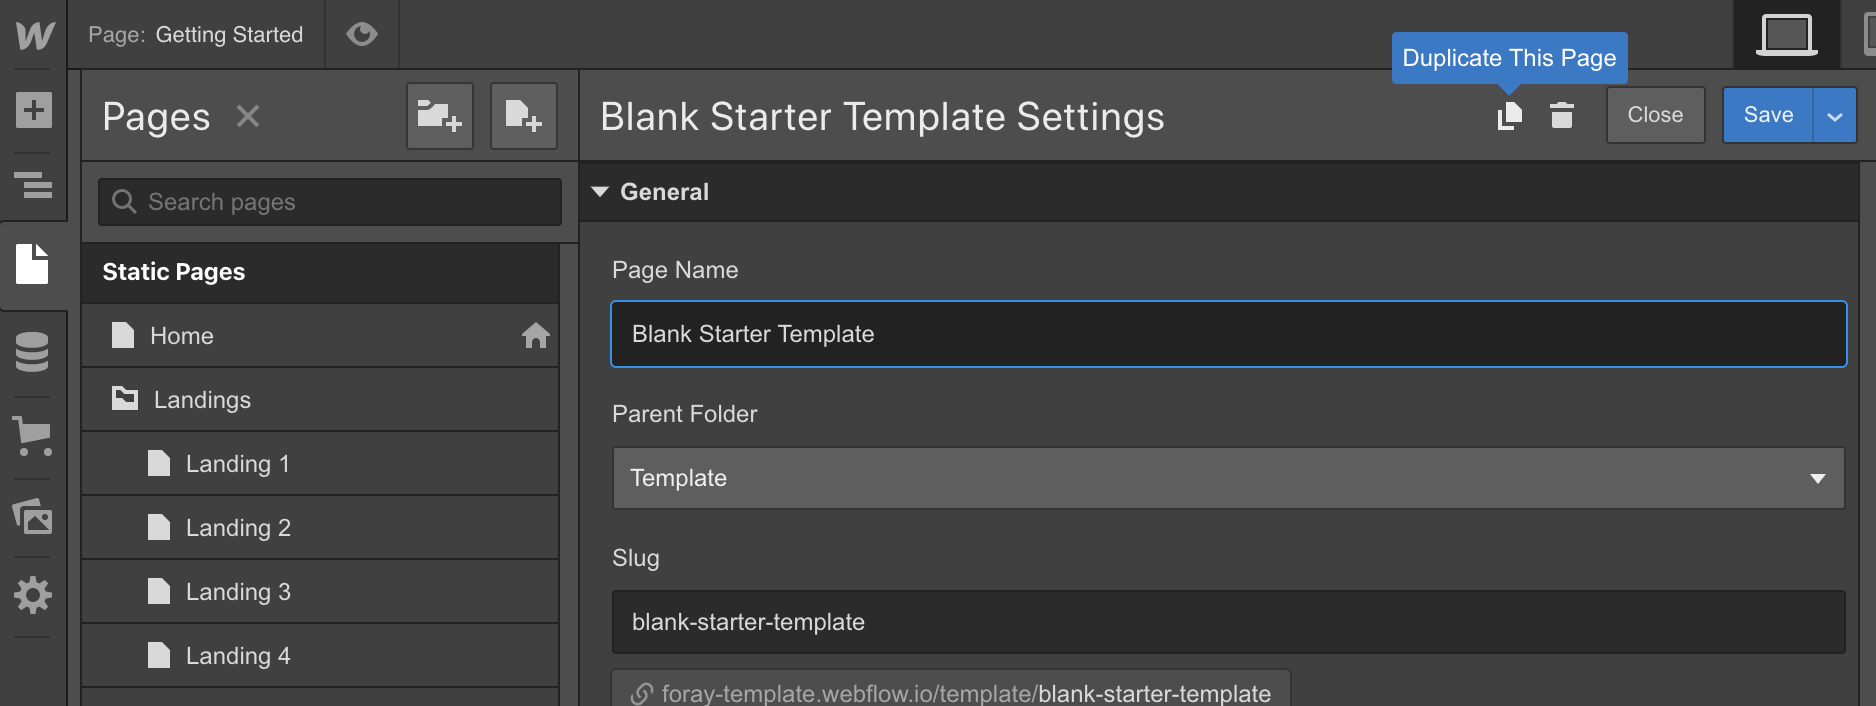 Page: Getting Started
Duplicate This Page
Pages
Blank Starter Template Settings
Close
Save
Search pages
General
Static Pages
Home
Landings
Landing 1
Landing 2
Landing 3
Landing 4
Page Name
Blank Starter Template
Parent Folder
Template
Slug
blank-starter-template
foray-template.webflow.io/template/blank-starter-template